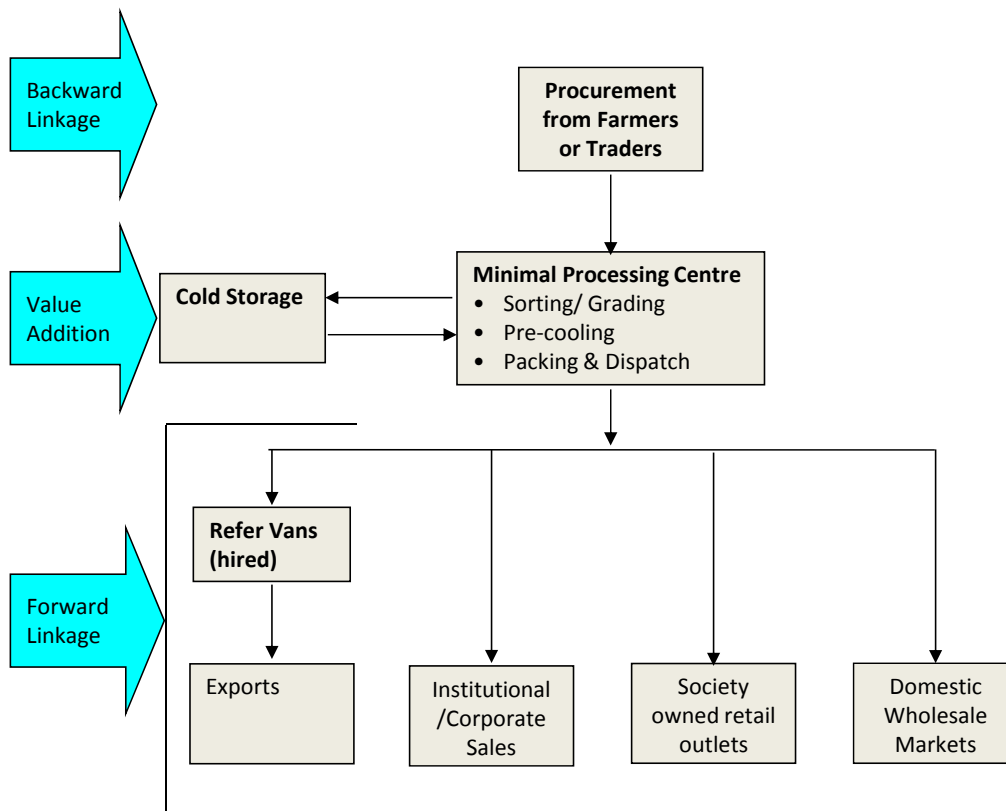 Backward
Linkage
Procurement
from Farmers
or Traders
Value
Addition
Cold Storage
Minimal Processing Centre
• Sorting/ Grading
• Pre-cooling
• Packing & Dispatch
Forward
Linkage
Refer Vans
(hired)
Exports
Institutional
/Corporate
Sales
Society
owned retail
outlets
Domestic
Wholesale
Markets